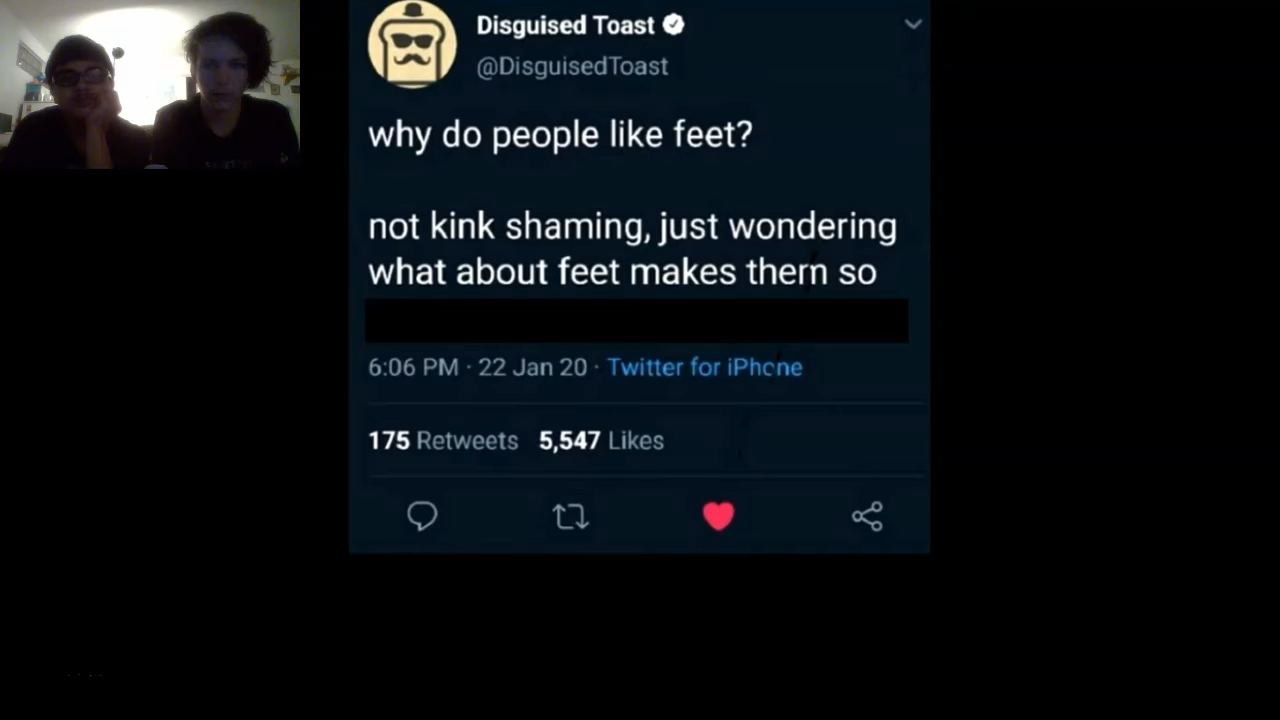 Disguised Toast
@DisguisedToast
why do people like feet?
not kink shaming, just wondering
what about feet makes them so
6:06 PM · 22 Jan 20 · Twitter for iPhone
175 Retweets 5,547 Likes